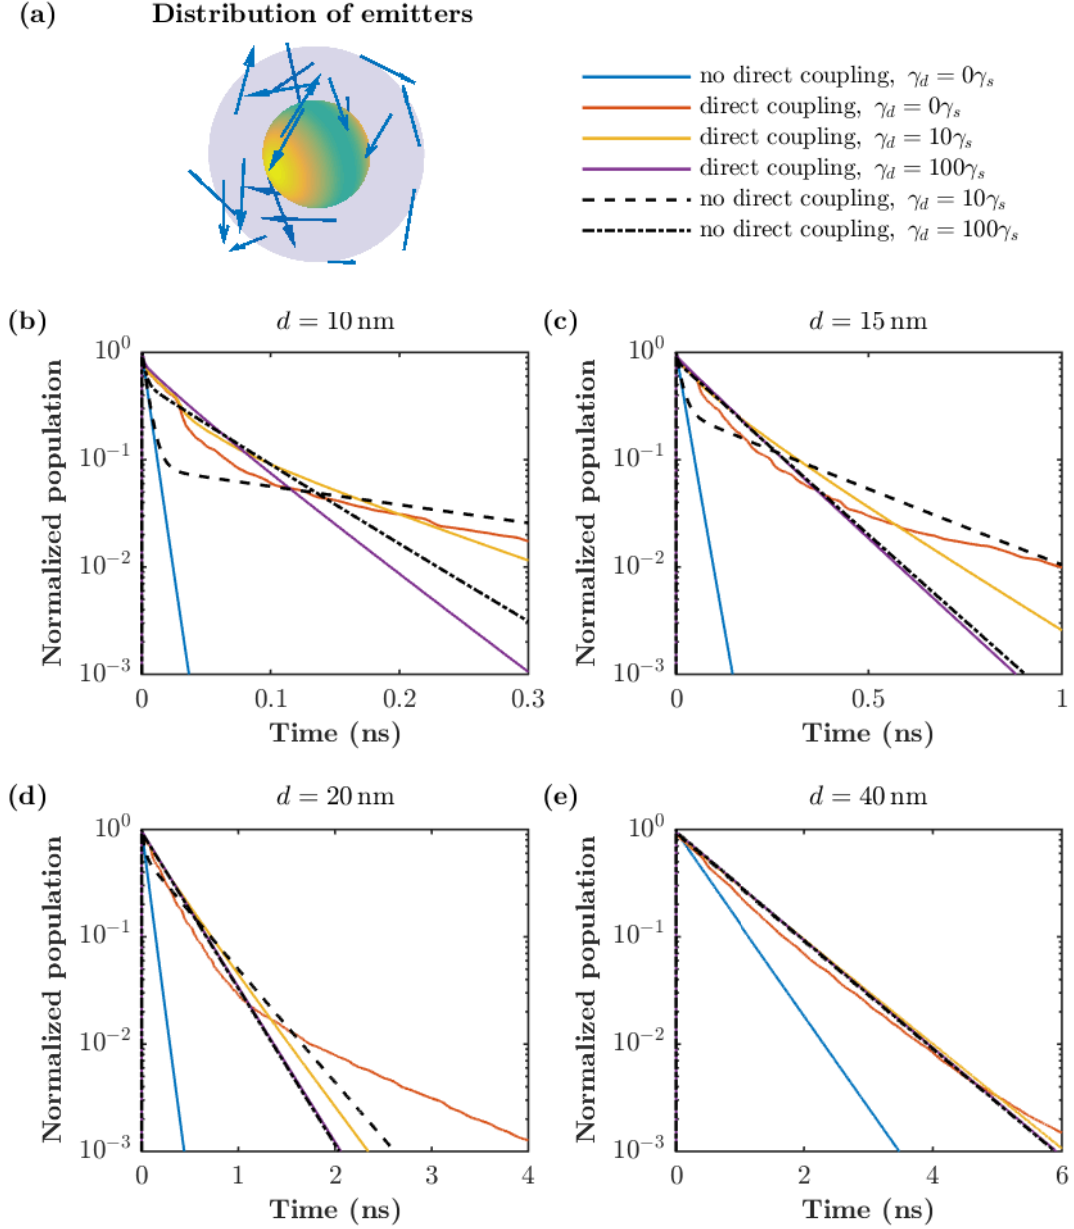 (a) Distribution of emitters
no direct coupling, γd = 0γs
direct coupling, γd = 0γs
direct coupling, γd = 10γs
direct coupling, γd = 100γs
no direct coupling, γd = 10γs
no direct coupling, γd = 100γs
(b) d = 10 nm
Normalized population
10^0
10^-1
10^-2
10^-3
0 0.1 0.2 0.3
Time (ns)
(c) d = 15 nm
Normalized population
10^0
10^-1
10^-2
10^-3
0 0.5 1
Time (ns)
(d) d = 20 nm
Normalized population
10^0
10^-1
10^-2
10^-3
0 1 2 3 4
Time (ns)
(e) d = 40 nm
Normalized population
10^0
10^-1
10^-2
10^-3
0 2 4 6
Time (ns)